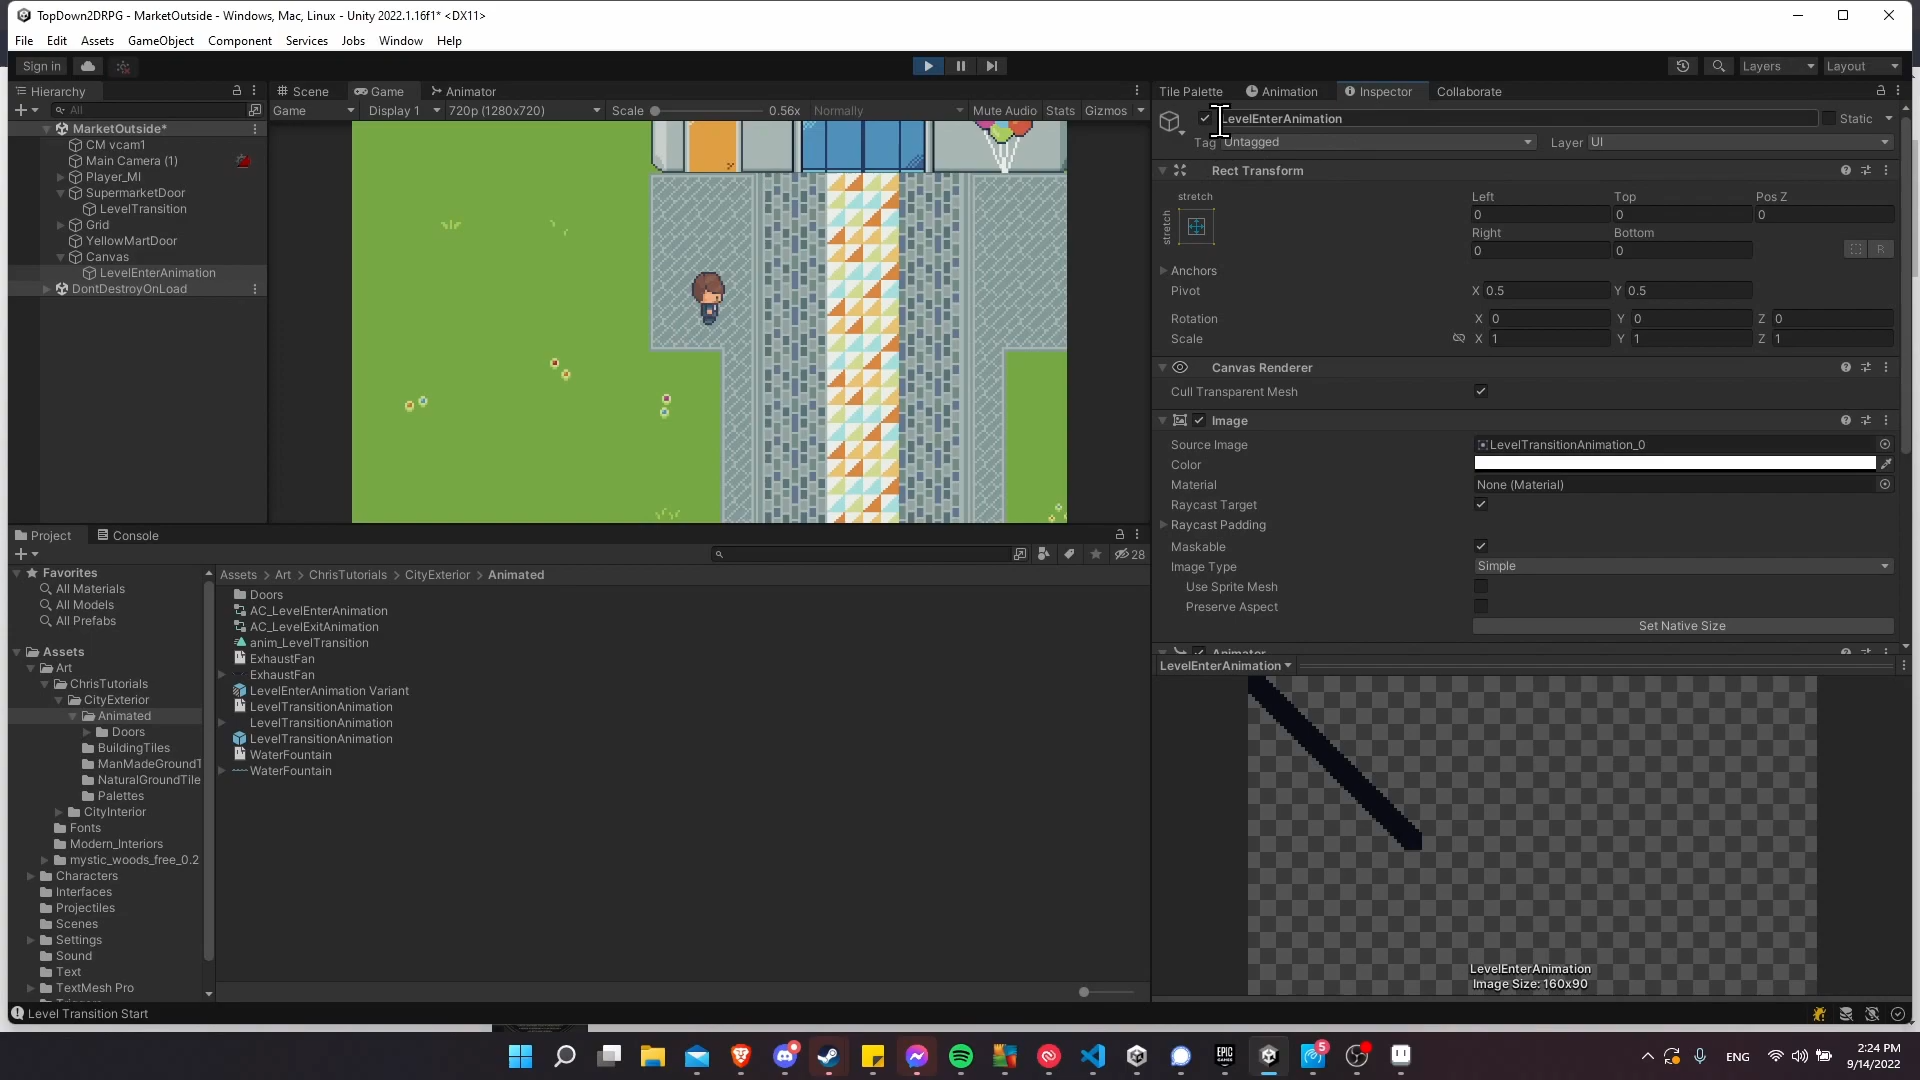 TopDown2DRPG - MarketOutside - Windows, Mac, Linux - Unity 2022.1.16f1* <DX11>
File Edit Assets GameObject Component Services Jobs Window Help
Sign in
Layers Layout
Hierarchy
All
MarketOutside*
CM vcam1
Main Camera (1)
Player_MI
SupermarketDoor
LevelTransition
Grid
YellowMartDoor
Canvas
LevelEnterAnimation
DontDestroyOnLoad
Scene Game Animator
Game Display 1 720p (1280x720) Scale 0.56x Normally Mute Audio Stats Gizmos
Tile Palette Animation Inspector Collaborate
LevelEnterAnimation Static
Tag Untagged Layer UI
Rect Transform
stretch
stretch
Left Top Pos Z
0 0 0
Right Bottom
0 0 R
Anchors
Pivot X 0.5 Y 0.5
Rotation X 0 Y 0 Z 0
Scale X 1 Y 1 Z 1
Canvas Renderer
Cull Transparent Mesh
Image
Source Image LevelTransitionAnimation_0
Color
Material None (Material)
Raycast Target
Raycast Padding
Maskable
Image Type Simple
Use Sprite Mesh
Preserve Aspect
Set Native Size
Animator
LevelEnterAnimation
LevelEnterAnimation
Image Size: 160x90
Project Console
28
Favorites
All Materials
All Models
All Prefabs
Assets
Art
ChrisTutorials
CityExterior
Animated
Doors
BuildingTiles
ManMadeGroundT
NaturalGroundTile
Palettes
CityInterior
Fonts
Modern_Interiors
mystic_woods_free_0.2
Characters
Interfaces
Projectiles
Scenes
Settings
Sound
Text
TextMesh Pro
Assets > Art > ChrisTutorials > CityExterior > Animated
Doors
AC_LevelEnterAnimation
AC_LevelExitAnimation
anim_LevelTransition
ExhaustFan
ExhaustFan
LevelEnterAnimation Variant
LevelTransitionAnimation
LevelTransitionAnimation
LevelTransitionAnimation
WaterFountain
WaterFountain
Level Transition Start
5
ENG
2:24 PM
9/14/2022